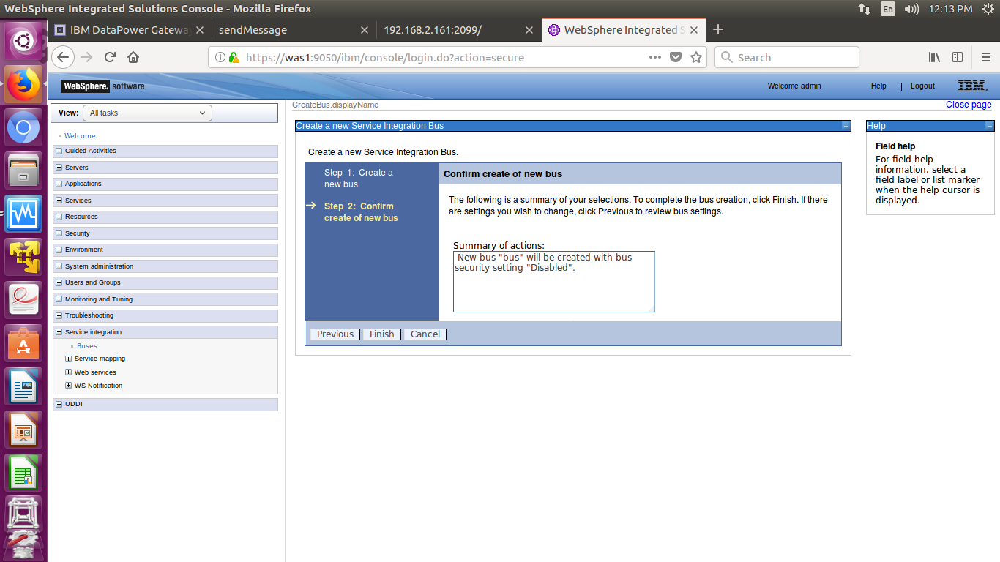 WebSphere Integrated Solutions Console - Mozilla Firefox
En
12:13 PM
IBM DataPower Gateway
sendMessage
192.168.2.161:2099/
WebSphere Integrated S
https://was1:9050/ibm/console/login.do?action=secure
Search
WebSphere. software
Welcome admin
Help
Logout
IBM.
View:
All tasks
Welcome
Guided Activities
Servers
Applications
Services
Resources
Security
Environment
System administration
Users and Groups
Monitoring and Tuning
Troubleshooting
Service integration
Buses
Service mapping
Web services
WS-Notification
UDDI
CreateBus.displayName
Close page
Create a new Service Integration Bus
Create a new Service Integration Bus.
Step 1: Create a
new bus
Step 2: Confirm
create of new bus
Confirm create of new bus
The following is a summary of your selections. To complete the bus creation, click Finish. If there
are settings you wish to change, click Previous to review bus settings.
Summary of actions:
New bus "bus" will be created with bus
security setting "Disabled".
Previous
Finish
Cancel
Help
Field help
For field help
information, select a
field label or list marker
when the help cursor is
displayed.